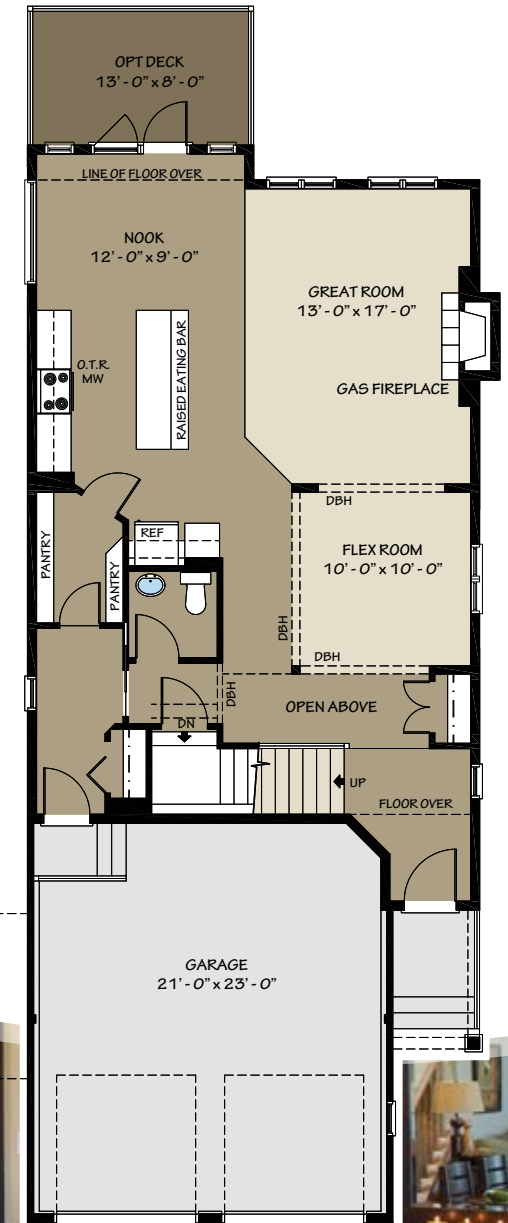 OPT DECK
13'-0" x 8'-0"
LINE OF FLOOR OVER
NOOK
12'-0" x 9'-0"
GREAT ROOM
13'-0" x 17'-0"
O.T.R.
MW
RAISED EATING BAR
GAS FIREPLACE
DBH
REF
PANTRY
PANTRY
FLEX ROOM
10'-0" x 10'-0"
DBH
DBH
DBH
OPEN ABOVE
DN
UP
FLOOR OVER
GARAGE
21'-0" x 23'-0"